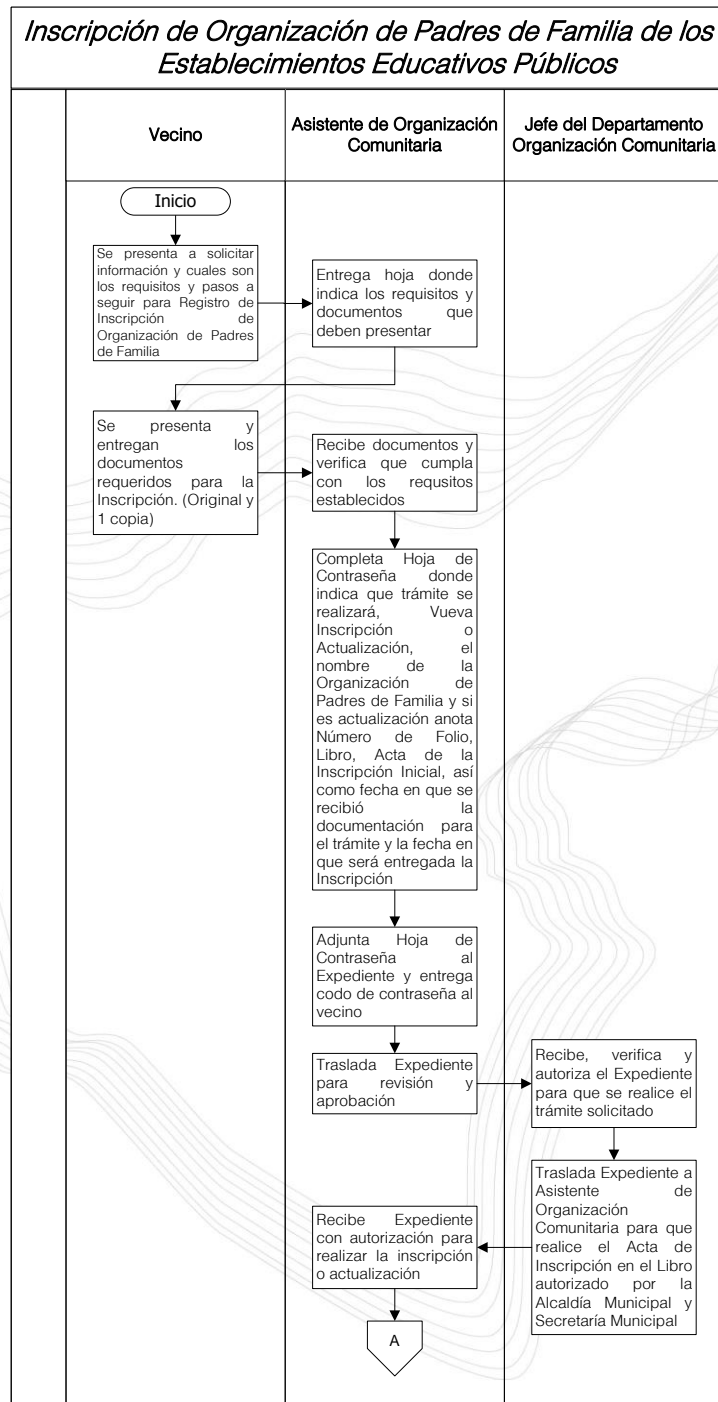 Inscripción de Organización de Padres de Familia de los
Establecimientos Educativos Públicos
Vecino
Asistente de Organización
Comunitaria
Jefe del Departamento
Organización Comunitaria
Inicio
Se presenta a solicitar
información y cuales son
los requisitos y pasos a
seguir para Registro de
Inscripción de
Organización de Padres
de Familia
Entrega hoja donde
indica los requisitos y
documentos que
deben presentar
Se presenta y
entregan los
documentos
requeridos para la
Inscripción. (Original y
1 copia)
Recibe documentos y
verifica que cumpla
con los requsitos
establecidos
Completa Hoja de
Contraseña donde
indica que trámite se
realizará, Vueva
Inscripción o
Actualización, el
nombre de la
Organización de
Padres de Familia y si
es actualización anota
Número de Folio,
Libro, Acta de la
Inscripción Inicial, así
como fecha en que se
recibió la
documentación para
el trámite y la fecha en
que será entregada la
Inscripción
Adjunta Hoja de
Contraseña al
Expediente y entrega
codo de contraseña al
vecino
Traslada Expediente
para revisión y
aprobación
Recibe, verifica y
autoriza el Expediente
para que se realice el
trámite solicitado
Traslada Expediente a
Asistente de
Organización
Comunitaria para que
realice el Acta de
Inscripción en el Libro
autorizado por la
Alcaldía Municipal y
Secretaría Municipal
Recibe Expediente
con autorización para
realizar la inscripción
o actualización
A